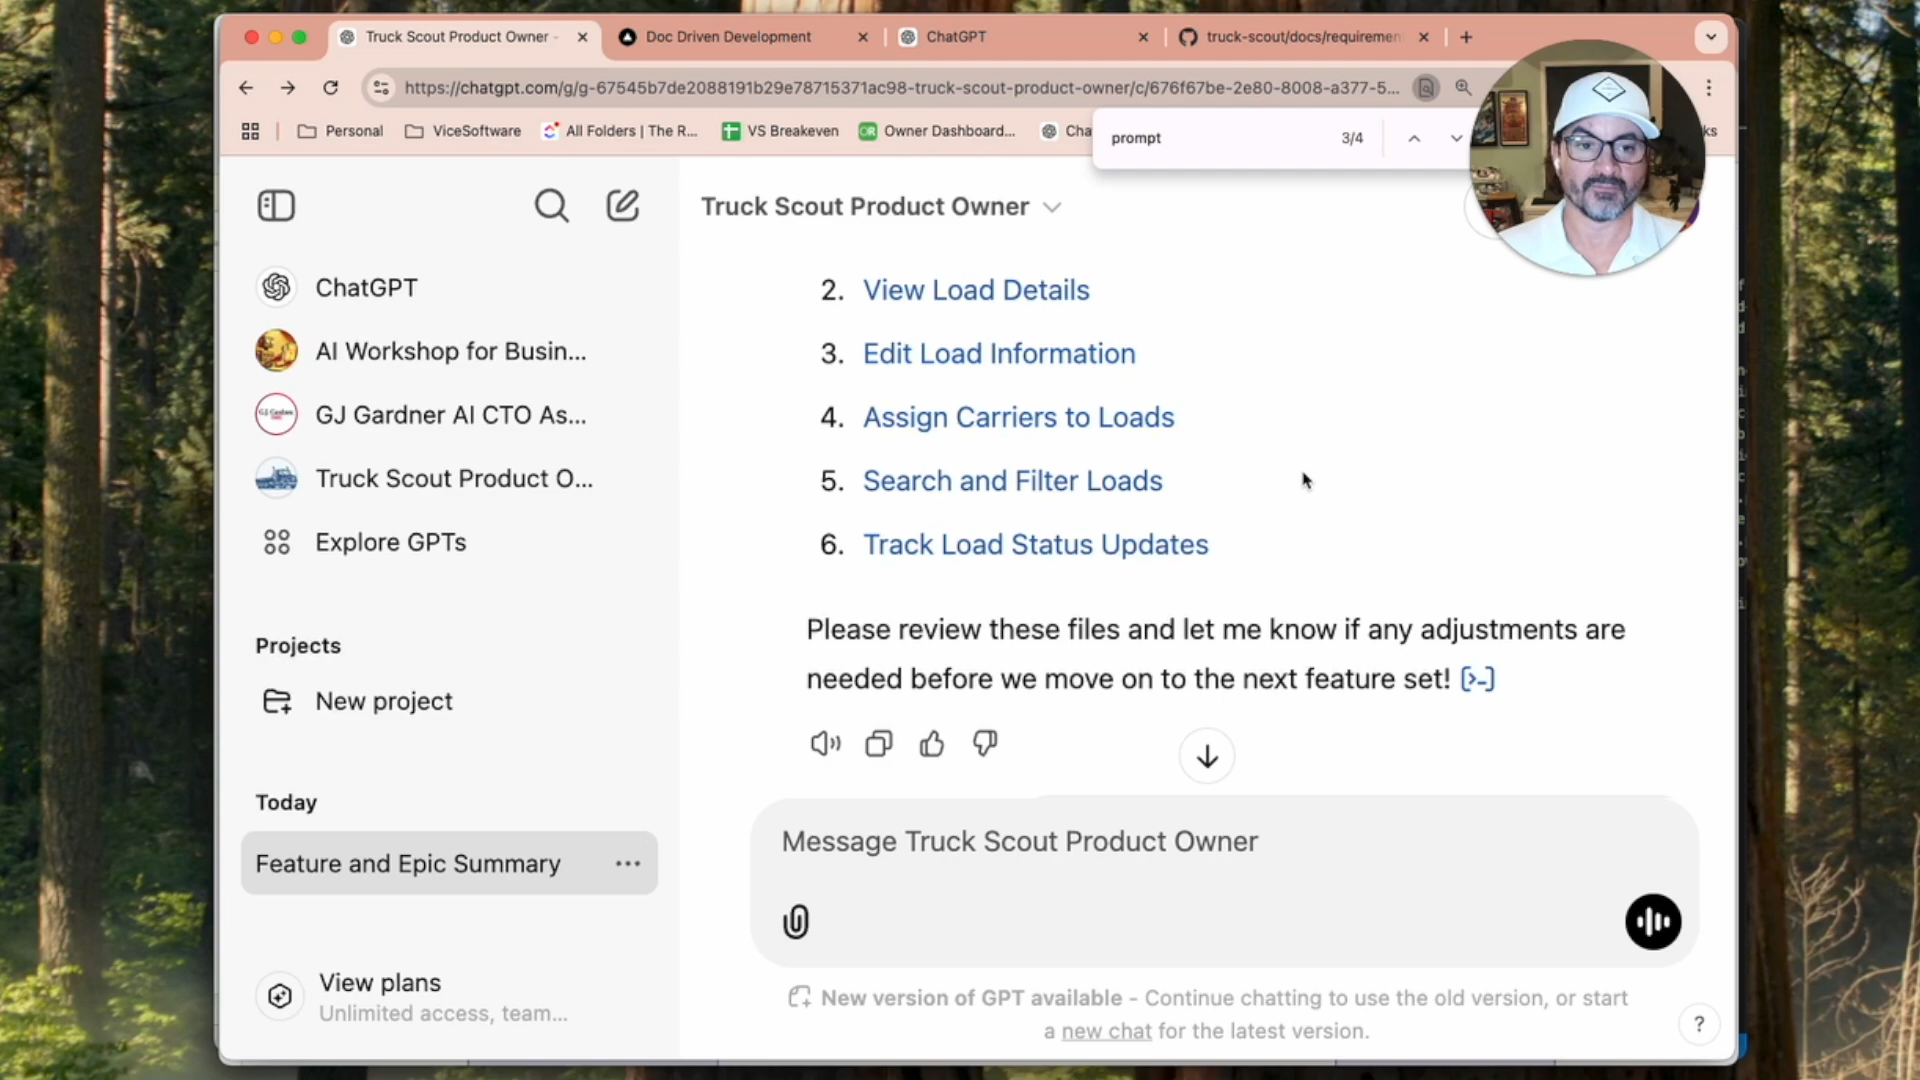 Truck Scout Product Owner -
Doc Driven Development
ChatGPT
truck-scout/docs/requiremen
https://chatgpt.com/g/g-67545b7de2088191b29e78715371ac98-truck-scout-product-owner/c/676f67be-2e80-8008-a377-5...
Personal
ViceSoftware
All Folders | The R...
VS Breakeven
Owner Dashboard...
Cha
ks
prompt
3/4
Truck Scout Product Owner
ChatGPT
AI Workshop for Busin...
GJ Gardner AI CTO As...
Truck Scout Product O...
Explore GPTs
Projects
New project
Today
Feature and Epic Summary
View plans
Unlimited access, team...
2. View Load Details
3. Edit Load Information
4. Assign Carriers to Loads
5. Search and Filter Loads
6. Track Load Status Updates
Please review these files and let me know if any adjustments are
needed before we move on to the next feature set! [>-]
Message Truck Scout Product Owner
New version of GPT available - Continue chatting to use the old version, or start
a new chat for the latest version.
?